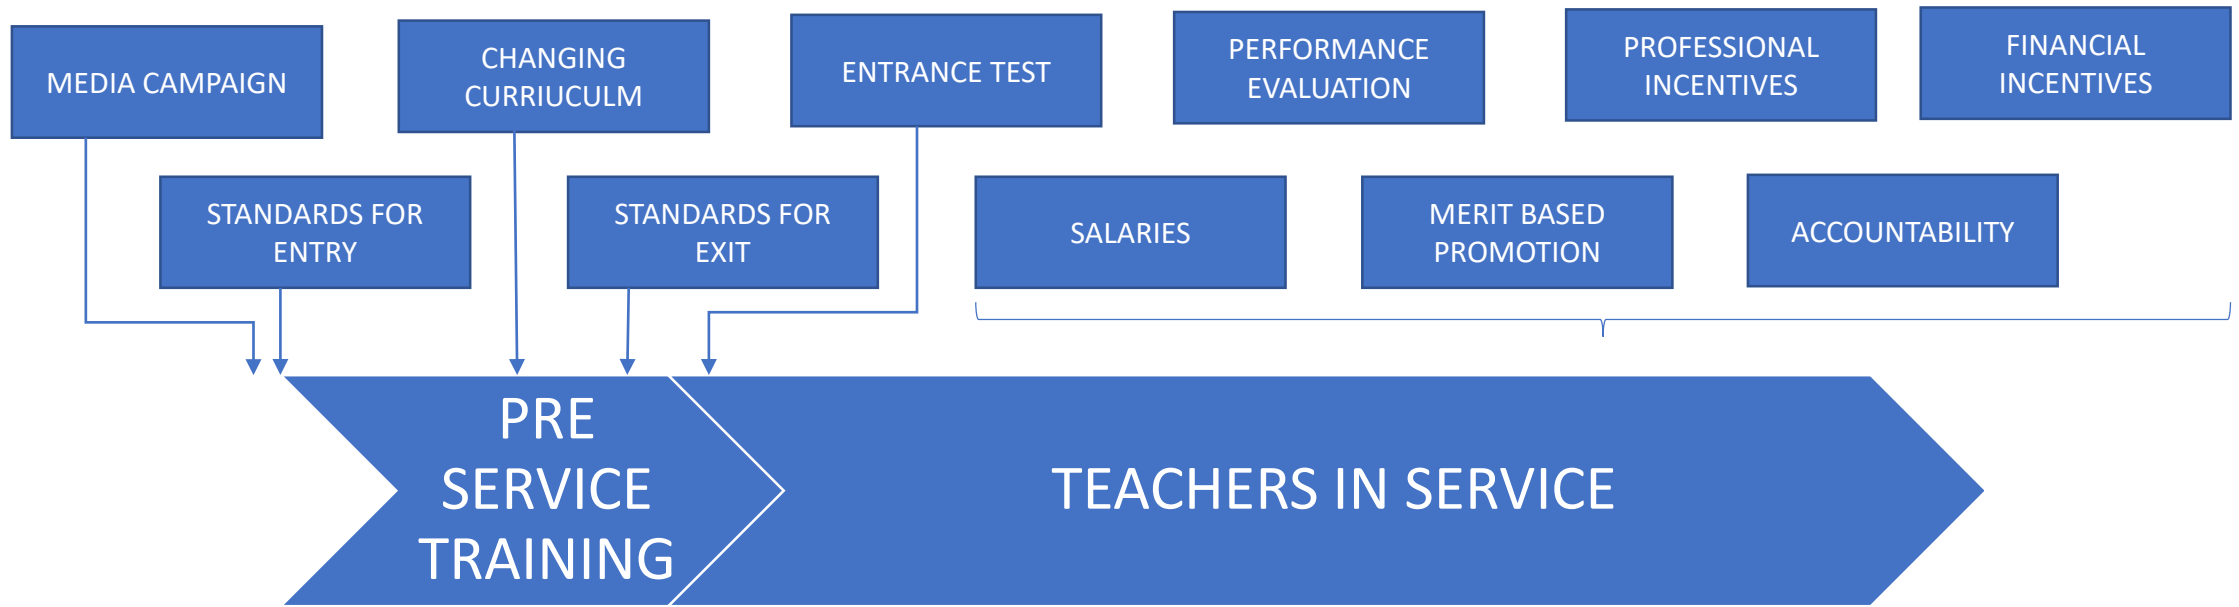 MEDIA CAMPAIGN
CHANGING
CURRIUCULM
ENTRANCE TEST
PERFORMANCE
EVALUATION
PROFESSIONAL
INCENTIVES
FINANCIAL
INCENTIVES
STANDARDS FOR
ENTRY
STANDARDS FOR
EXIT
SALARIES
MERIT BASED
PROMOTION
ACCOUNTABILITY
PRE
SERVICE
TRAINING
TEACHERS IN SERVICE